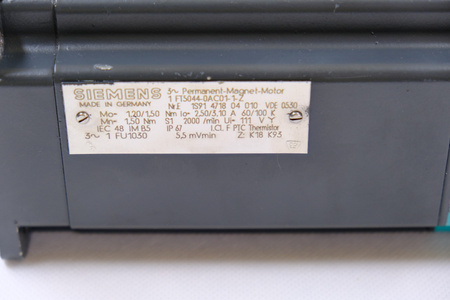 SIEMENS 3~ Permanent-Magnet-Motor
MADE IN GERMANY 1 FT5044-0AC01-1-Z
Nr.E 1S91 4718 04 010 VDE 0530
Mo= 1,20/1,50 Nm Io= 2,50/3,10 A 60/100 K
Mn= 1,50 Nm S1 2000 /min Ui= 111 V Y
IEC 48 IM B5 IP 67 I.Cl. F PTC Thermistor
3~ 1 FU1030 5,5 mVmin Z: K18 K93